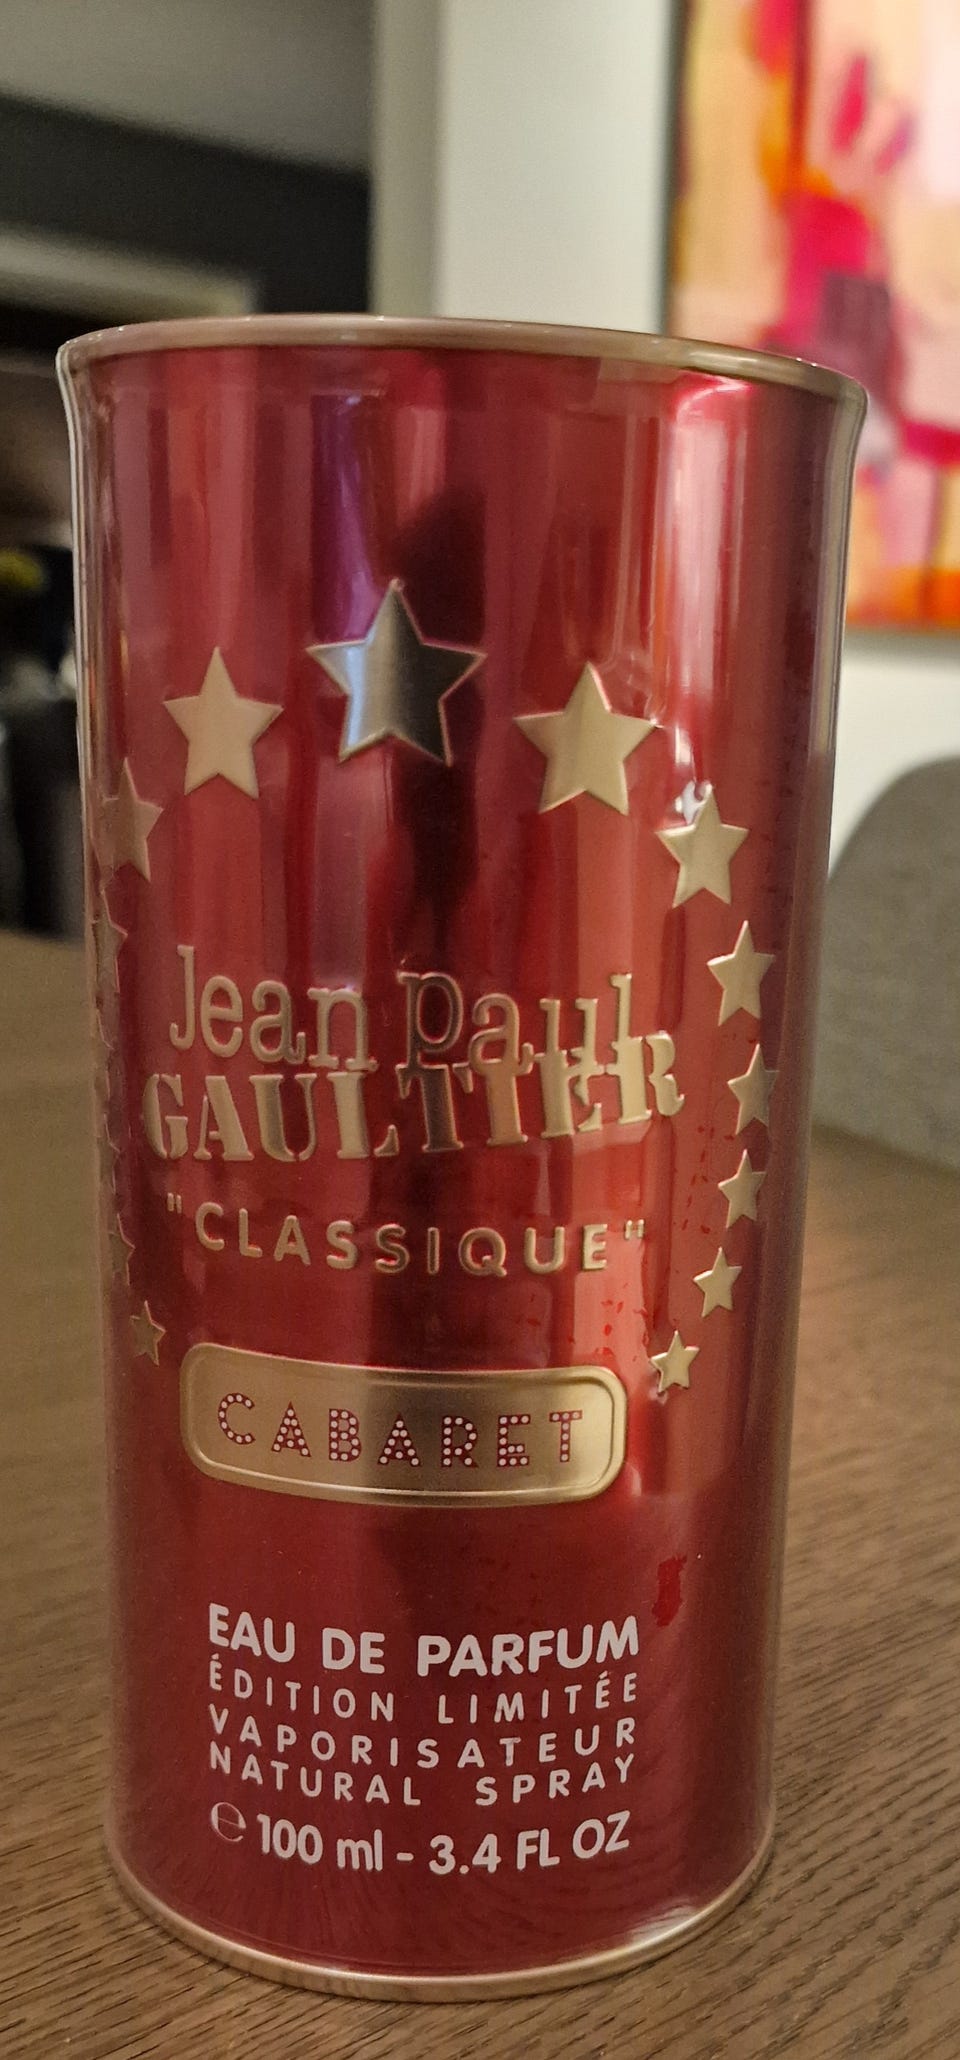 Jean Paul
GAULTIER
"CLASSIQUE"
CABARET
EAU DE PARFUM
ÉDITION LIMITÉE
VAPORISATEUR
NATURAL SPRAY
℮ 100 ml - 3.4 FL OZ